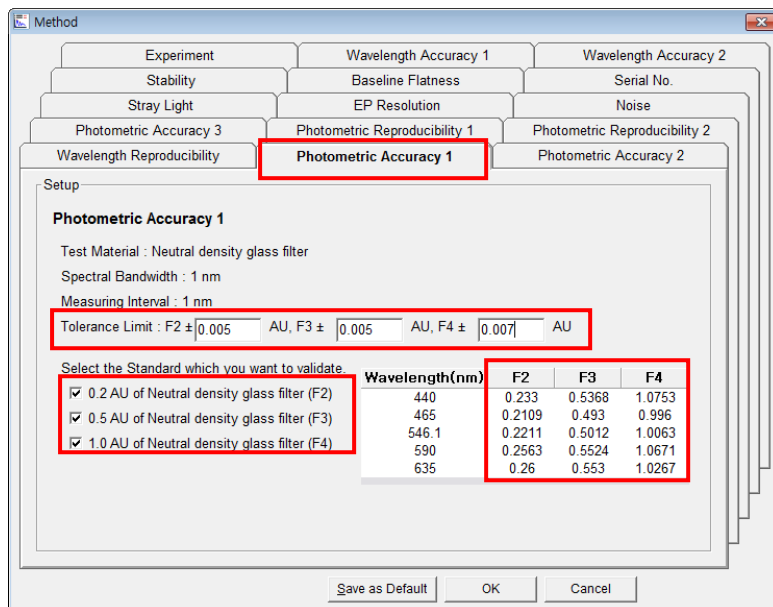 Method
Experiment Wavelength Accuracy 1 Wavelength Accuracy 2
Stability Baseline Flatness Serial No.
Stray Light EP Resolution Noise
Photometric Accuracy 3 Photometric Reproducibility 1 Photometric Reproducibility 2
Wavelength Reproducibility Photometric Accuracy 1 Photometric Accuracy 2
Setup
Photometric Accuracy 1
Test Material : Neutral density glass filter
Spectral Bandwidth : 1 nm
Measuring Interval : 1 nm
Tolerance Limit : F2 ± 0.005 AU, F3 ± 0.005 AU, F4 ± 0.007 AU
Select the Standard which you want to validate.
0.2 AU of Neutral density glass filter (F2)
0.5 AU of Neutral density glass filter (F3)
1.0 AU of Neutral density glass filter (F4)
Wavelength(nm) F2 F3 F4
440 0.233 0.5368 1.0753
465 0.2109 0.493 0.996
546.1 0.2211 0.5012 1.0063
590 0.2563 0.5524 1.0671
635 0.26 0.553 1.0267
Save as Default OK Cancel